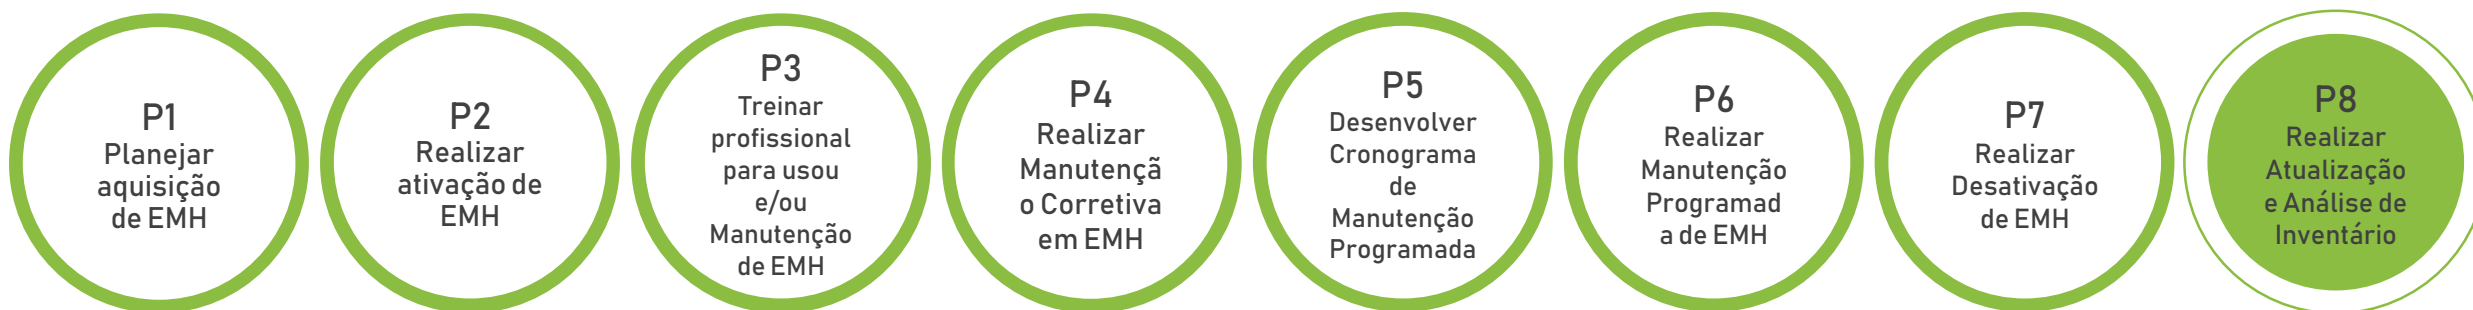 P1
Planejar
aquisição
de EMH
P2
Realizar
ativação de
EMH
P3
Treinar
profissional
para usou
e/ou
Manutenção
de EMH
P4
Realizar
Manutençã
o Corretiva
em EMH
P5
Desenvolver
Cronograma
de
Manutenção
Programada
P6
Realizar
Manutenção
Programad
a de EMH
P7
Realizar
Desativação
de EMH
P8
Realizar
Atualização
e Análise de
Inventário